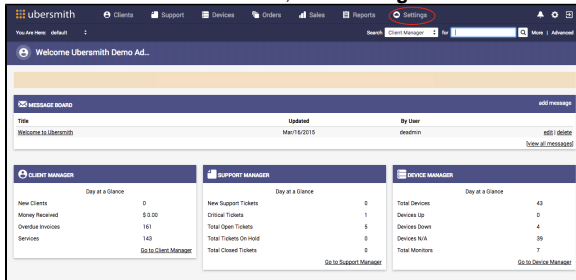 ubersmith Clients Support Devices Orders Sales Reports Settings
You Are Here: default Search Client Manager for More | Advanced
Welcome Ubersmith Demo Ad...
MESSAGE BOARD add message
Title Updated By User
Welcome to Ubersmith Mar/16/2015 deadmin edit | delete
[view all messages]
CLIENT MANAGER SUPPORT MANAGER DEVICE MANAGER
Day at a Glance Day at a Glance Day at a Glance
New Clients 0 New Support Tickets 0 Total Devices 43
Money Received $ 0.00 Critical Tickets 1 Devices Up 0
Overdue Invoices 161 Total Open Tickets 5 Devices Down 4
Services 143 Total Tickets On Hold 0 Devices N/A 39
Go to Client Manager Total Closed Tickets 0 Total Monitors 7
Go to Support Manager Go to Device Manager